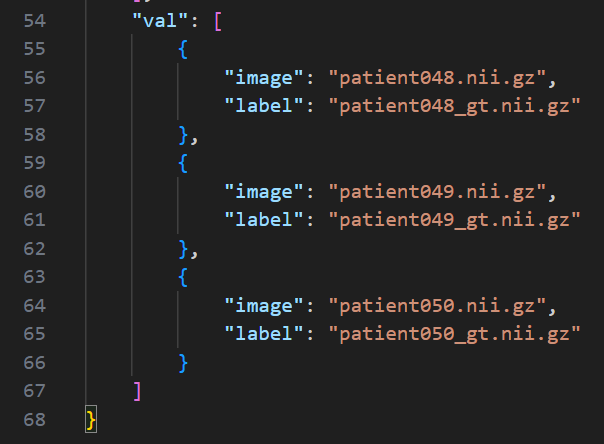 54 "val": [
55 {
56 "image": "patient048.nii.gz",
57 "label": "patient048_gt.nii.gz"
58 },
59 {
60 "image": "patient049.nii.gz",
61 "label": "patient049_gt.nii.gz"
62 },
63 {
64 "image": "patient050.nii.gz",
65 "label": "patient050_gt.nii.gz"
66 }
67 ]
68 }